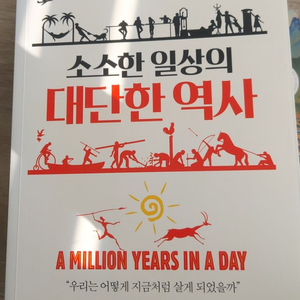 소소한 일상의
대단한 역사
A MILLION YEARS IN A DAY
“우리는 어떻게 지금처럼 살게 되었을까”